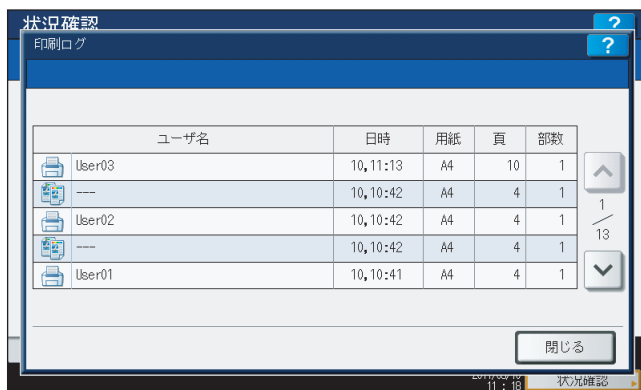 状況確認 ?
印刷ログ ?
ユーザ名 日時 用紙 頁 部数
User03 10,11:13 A4 10 1
--- 10,10:42 A4 4 1
User02 10,10:42 A4 4 1
--- 10,10:42 A4 4 1
User01 10,10:41 A4 4 1
1
13
閉じる
11 : 18 状況確認